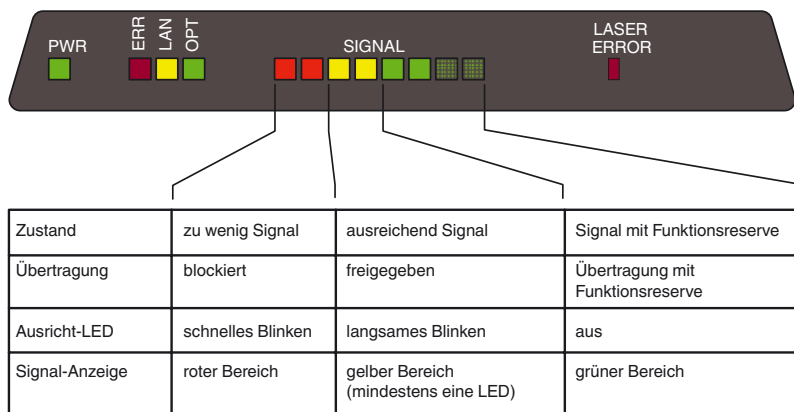 PWR
ERR
LAN
OPT
SIGNAL
LASER
ERROR
Zustand zu wenig Signal ausreichend Signal Signal mit Funktionsreserve
Übertragung blockiert freigegeben Übertragung mit
Funktionsreserve
Ausricht-LED schnelles Blinken langsames Blinken aus
Signal-Anzeige roter Bereich gelber Bereich grüner Bereich
(mindestens eine LED)